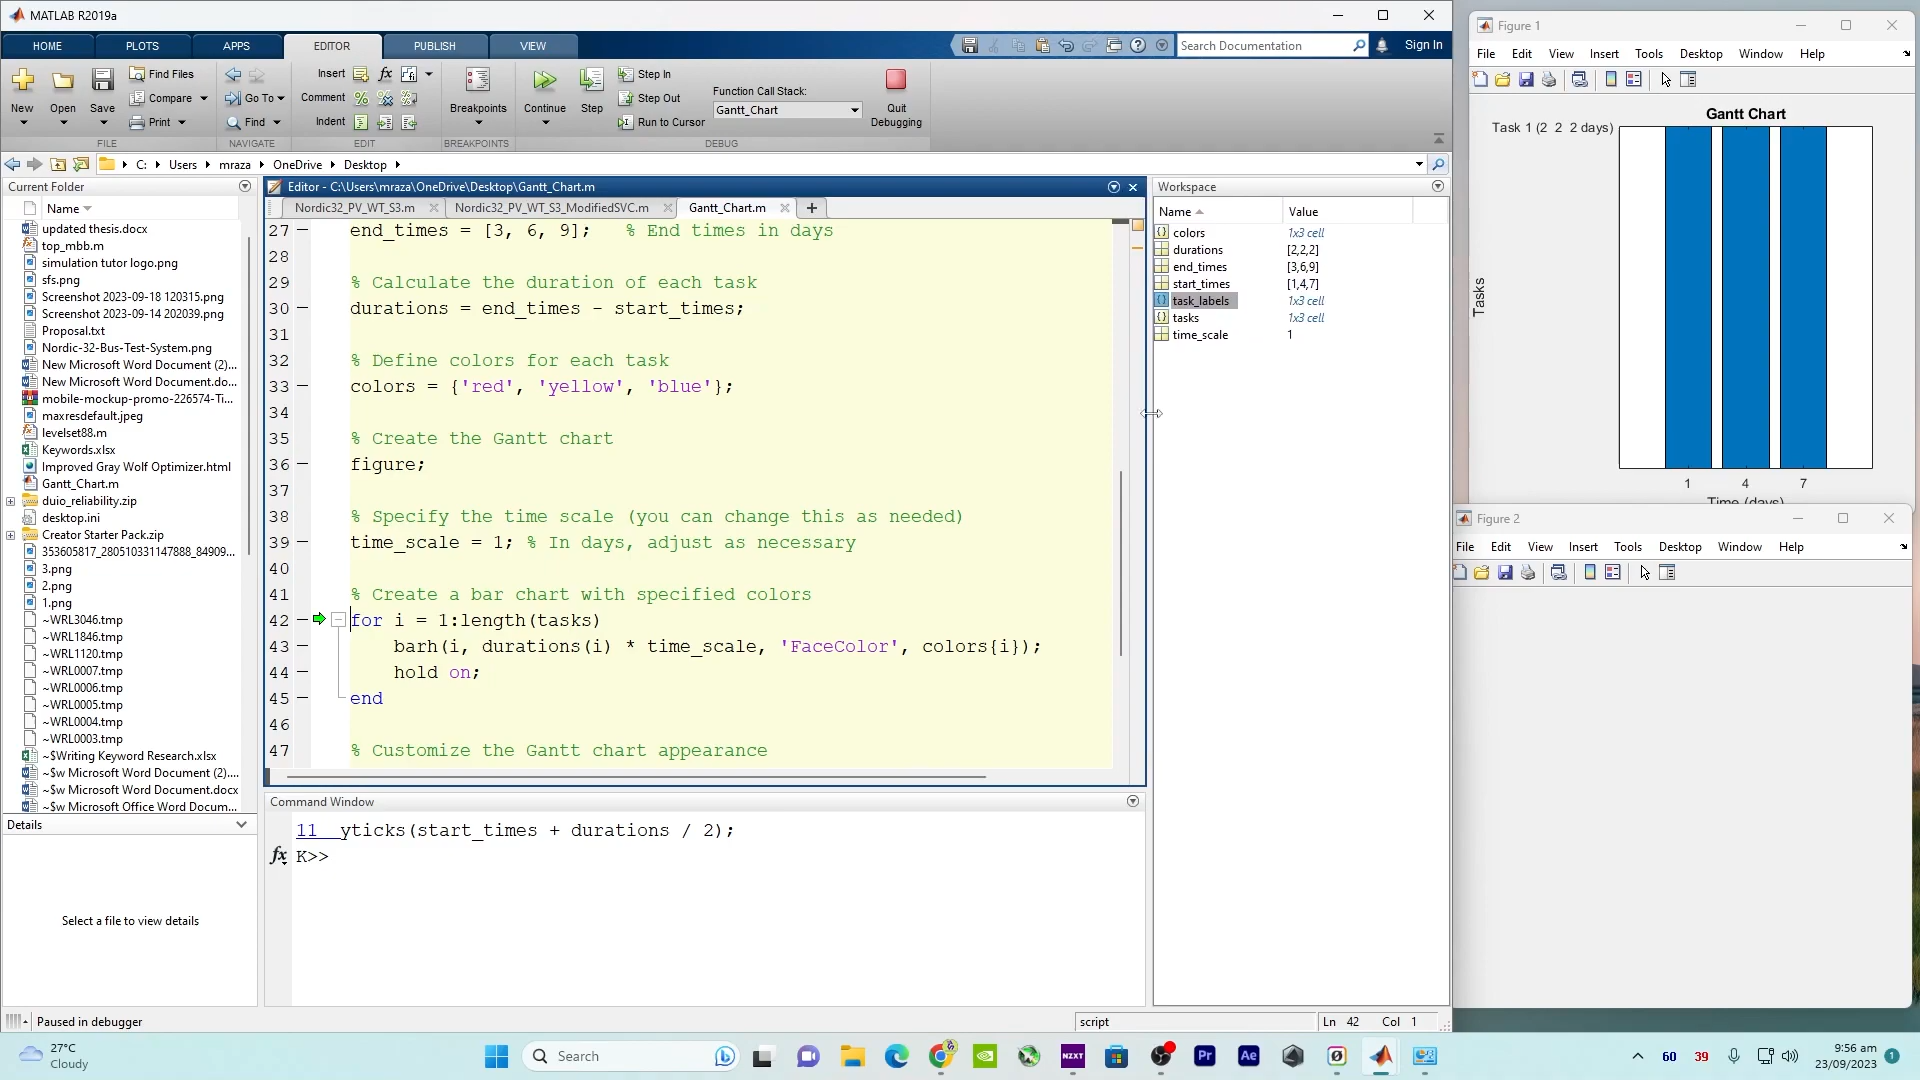 MATLAB R2019a
HOME PLOTS APPS EDITOR PUBLISH VIEW
Search Documentation
Sign In
New Open Save
Find Files
Compare
Print
Go To
Find
Insert
Comment
Indent
Breakpoints
Continue
Step
Step In
Step Out
Run to Cursor
Function Call Stack:
Gantt_Chart
Quit Debugging
FILE NAVIGATE EDIT BREAKPOINTS DEBUG
C: Users mraza OneDrive Desktop
Current Folder
Name
updated thesis.docx
top_mbb.m
simulation tutor logo.png
sfs.png
Screenshot 2023-09-18 120315.png
Screenshot 2023-09-14 202039.png
Proposal.txt
Nordic-32-Bus-Test-System.png
New Microsoft Word Document (2)...
New Microsoft Word Document.do...
mobile-mockup-promo-226574-Ti...
maxresdefault.jpeg
levelset88.m
Keywords.xlsx
Improved Gray Wolf Optimizer.html
Gantt_Chart.m
duio_reliability.zip
desktop.ini
Creator Starter Pack.zip
353605817_280510331147888_84909...
3.png
2.png
1.png
~WRL3046.tmp
~WRL1846.tmp
~WRL1120.tmp
~WRL0007.tmp
~WRL0006.tmp
~WRL0005.tmp
~WRL0004.tmp
~WRL0003.tmp
~$Writing Keyword Research.xlsx
~$w Microsoft Word Document (2)....
~$w Microsoft Word Document.docx
~$w Microsoft Office Word Docum...
Details
Select a file to view details
Editor - C:\Users\mraza\OneDrive\Desktop\Gantt_Chart.m
Nordic32_PV_WT_S3.m Nordic32_PV_WT_S3_ModifiedSVC.m Gantt_Chart.m
27 end_times = [3, 6, 9];   % End times in days
28
29 % Calculate the duration of each task
30 durations = end_times - start_times;
31
32 % Define colors for each task
33 colors = {'red', 'yellow', 'blue'};
34
35 % Create the Gantt chart
36 figure;
37
38 % Specify the time scale (you can change this as needed)
39 time_scale = 1; % In days, adjust as necessary
40
41 % Create a bar chart with specified colors
42 for i = 1:length(tasks)
43     barh(i, durations(i) * time_scale, 'FaceColor', colors{i});
44     hold on;
45 end
46
47 % Customize the Gantt chart appearance
Command Window
11  yticks(start_times + durations / 2);
fx K>>
Workspace
Name Value
colors 1x3 cell
durations [2,2,2]
end_times [3,6,9]
start_times [1,4,7]
task_labels 1x3 cell
tasks 1x3 cell
time_scale 1
Paused in debugger
script
Ln 42 Col 1
Figure 1
File Edit View Insert Tools Desktop Window Help
Gantt Chart
Task 1 (2  2  2 days)
Tasks
1 4 7
Time (days)
Figure 2
File Edit View Insert Tools Desktop Window Help
27°C
Cloudy
Search
NZXT
Pr
Ae
60
39
9:56 am
23/09/2023
1